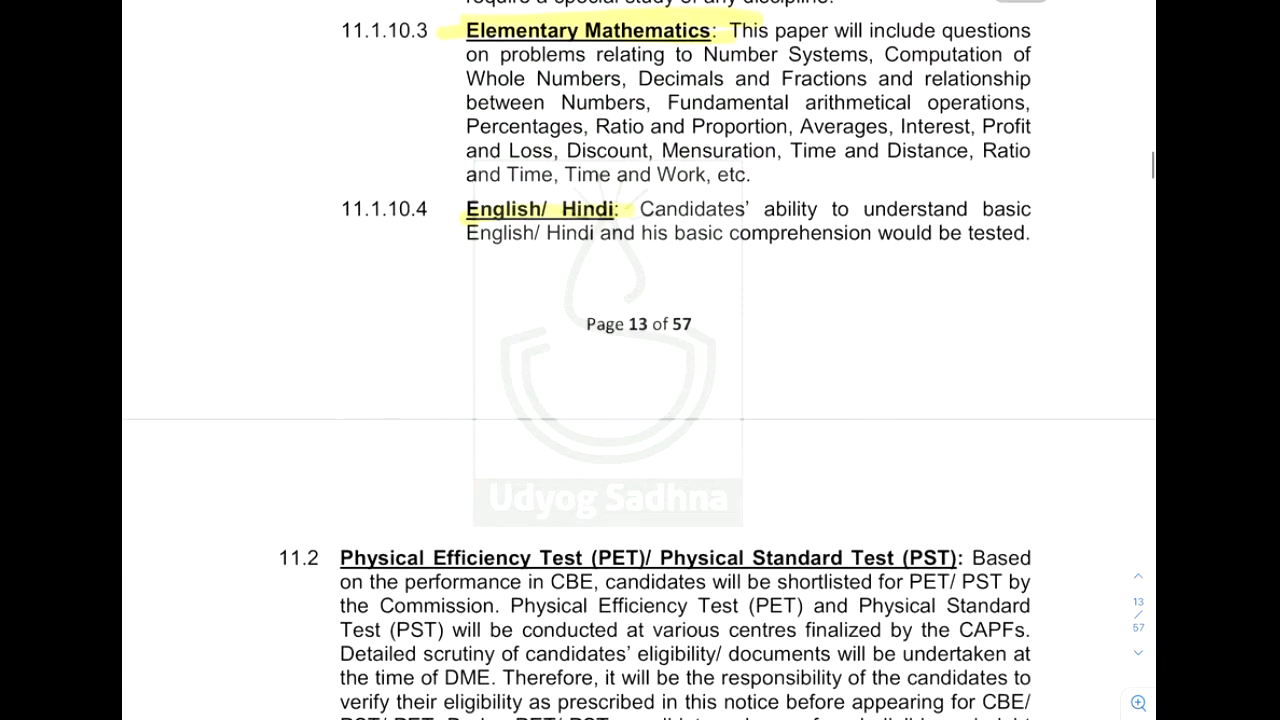 require a special study of any discipline.
11.1.10.3 Elementary Mathematics: This paper will include questions
on problems relating to Number Systems, Computation of
Whole Numbers, Decimals and Fractions and relationship
between Numbers, Fundamental arithmetical operations,
Percentages, Ratio and Proportion, Averages, Interest, Profit
and Loss, Discount, Mensuration, Time and Distance, Ratio
and Time, Time and Work, etc.
11.1.10.4 English/ Hindi: Candidates’ ability to understand basic
English/ Hindi and his basic comprehension would be tested.
Page 13 of 57
Udyog Sadhna
11.2 Physical Efficiency Test (PET)/ Physical Standard Test (PST): Based
on the performance in CBE, candidates will be shortlisted for PET/ PST by
the Commission. Physical Efficiency Test (PET) and Physical Standard
Test (PST) will be conducted at various centres finalized by the CAPFs.
Detailed scrutiny of candidates’ eligibility/ documents will be undertaken at
the time of DME. Therefore, it will be the responsibility of the candidates to
verify their eligibility as prescribed in this notice before appearing for CBE/
13
/
57